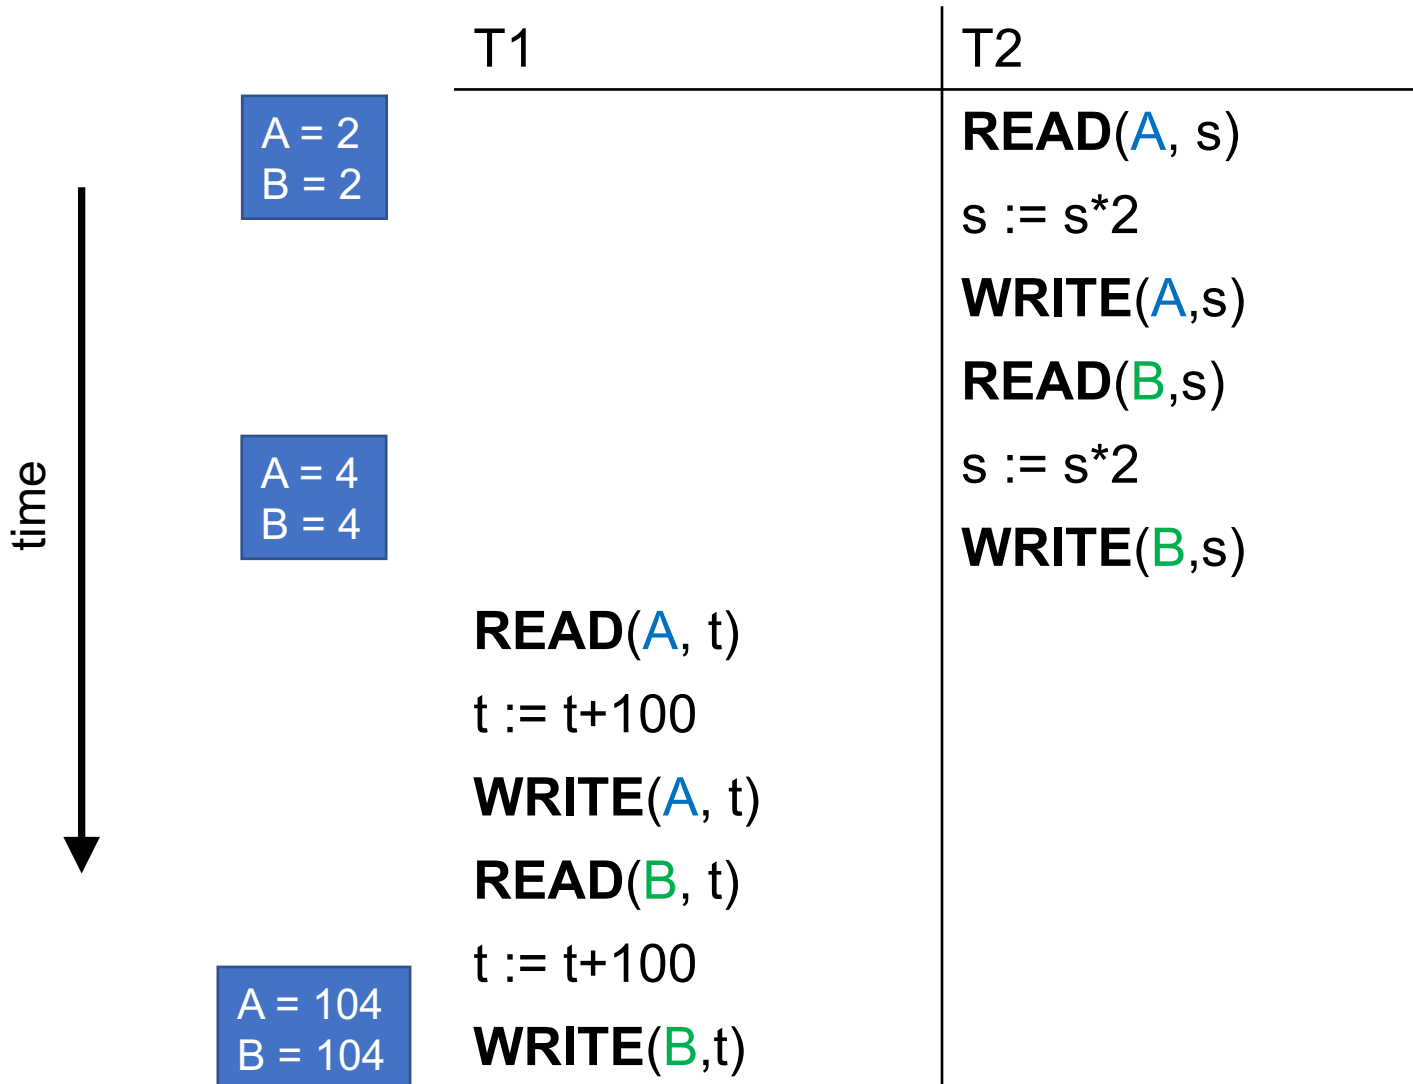 T1
T2
A = 2
B = 2
READ(A, s)
s := s*2
WRITE(A,s)
READ(B,s)
time
A = 4
B = 4
s := s*2
WRITE(B,s)
READ(A, t)
t := t+100
WRITE(A, t)
READ(B, t)
t := t+100
A = 104
B = 104
WRITE(B,t)